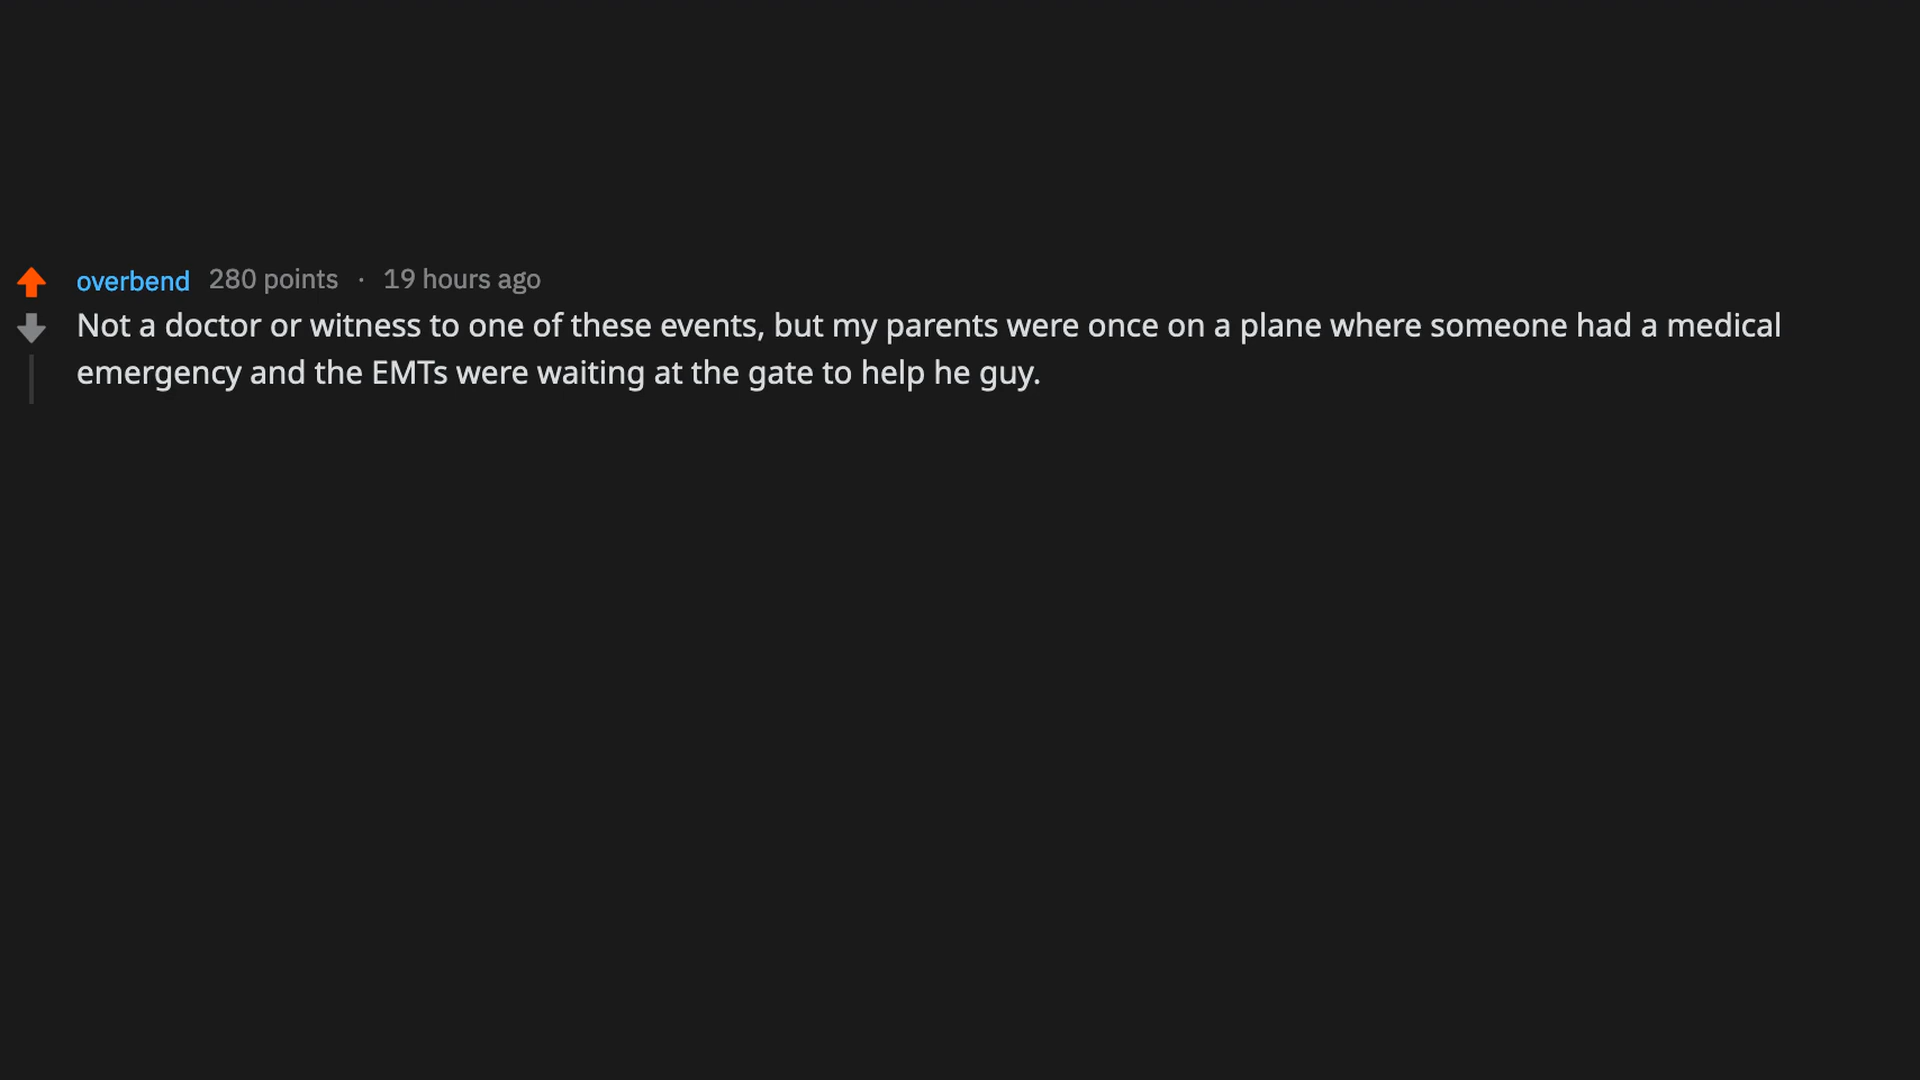 overbend 280 points · 19 hours ago
Not a doctor or witness to one of these events, but my parents were once on a plane where someone had a medical
emergency and the EMTs were waiting at the gate to help he guy.